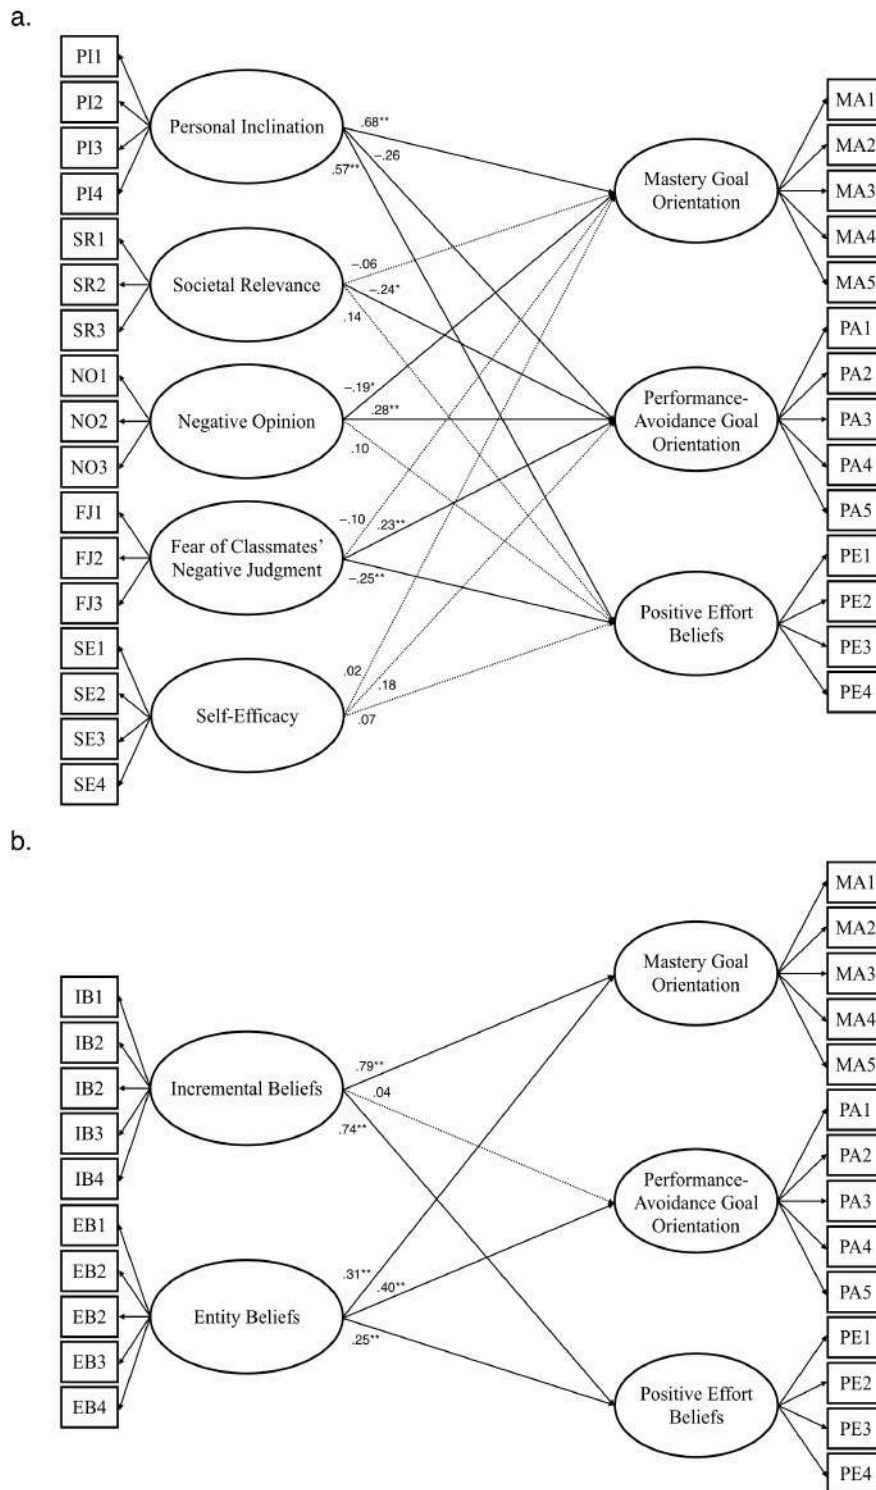 a.
PI1
PI2
PI3
PI4
SR1
SR2
SR3
NO1
NO2
NO3
FJ1
FJ2
FJ3
SE1
SE2
SE3
SE4
Personal Inclination
Societal Relevance
Negative Opinion
Fear of Classmates'
Negative Judgment
Self-Efficacy
.68**
–.26
.57**
–.06
–.24*
.14
–.19*
.28**
.10
–.10
.23**
–.25**
.02
.18
.07
Mastery Goal
Orientation
Performance-
Avoidance Goal
Orientation
Positive Effort
Beliefs
MA1
MA2
MA3
MA4
MA5
PA1
PA2
PA3
PA4
PA5
PE1
PE2
PE3
PE4
b.
IB1
IB2
IB2
IB3
IB4
EB1
EB2
EB2
EB3
EB4
Incremental Beliefs
Entity Beliefs
.79**
.04
.74**
.31**
.40**
.25**
Mastery Goal
Orientation
Performance-
Avoidance Goal
Orientation
Positive Effort
Beliefs
MA1
MA2
MA3
MA4
MA5
PA1
PA2
PA3
PA4
PA5
PE1
PE2
PE3
PE4